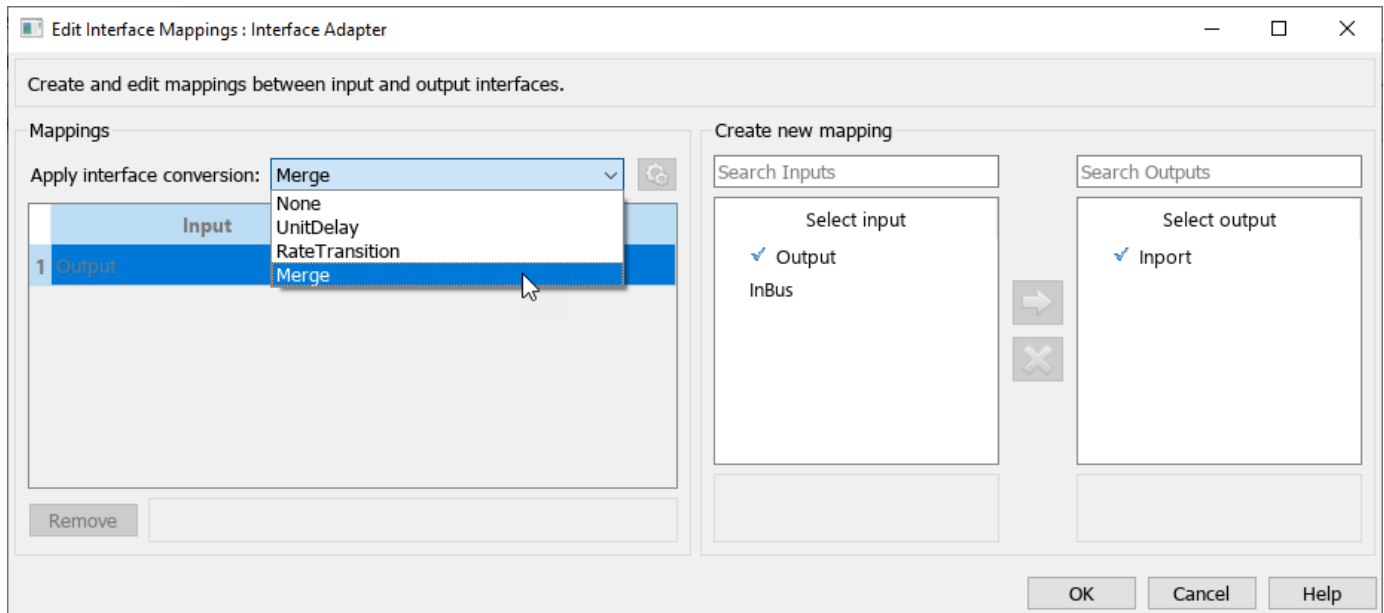 Edit Interface Mappings : Interface Adapter
Create and edit mappings between input and output interfaces.
Mappings
Apply interface conversion: Merge
None
UnitDelay
RateTransition
Merge
Input
1 Output
Remove
Create new mapping
Search Inputs
Select input
Output
InBus
Search Outputs
Select output
Inport
OK Cancel Help